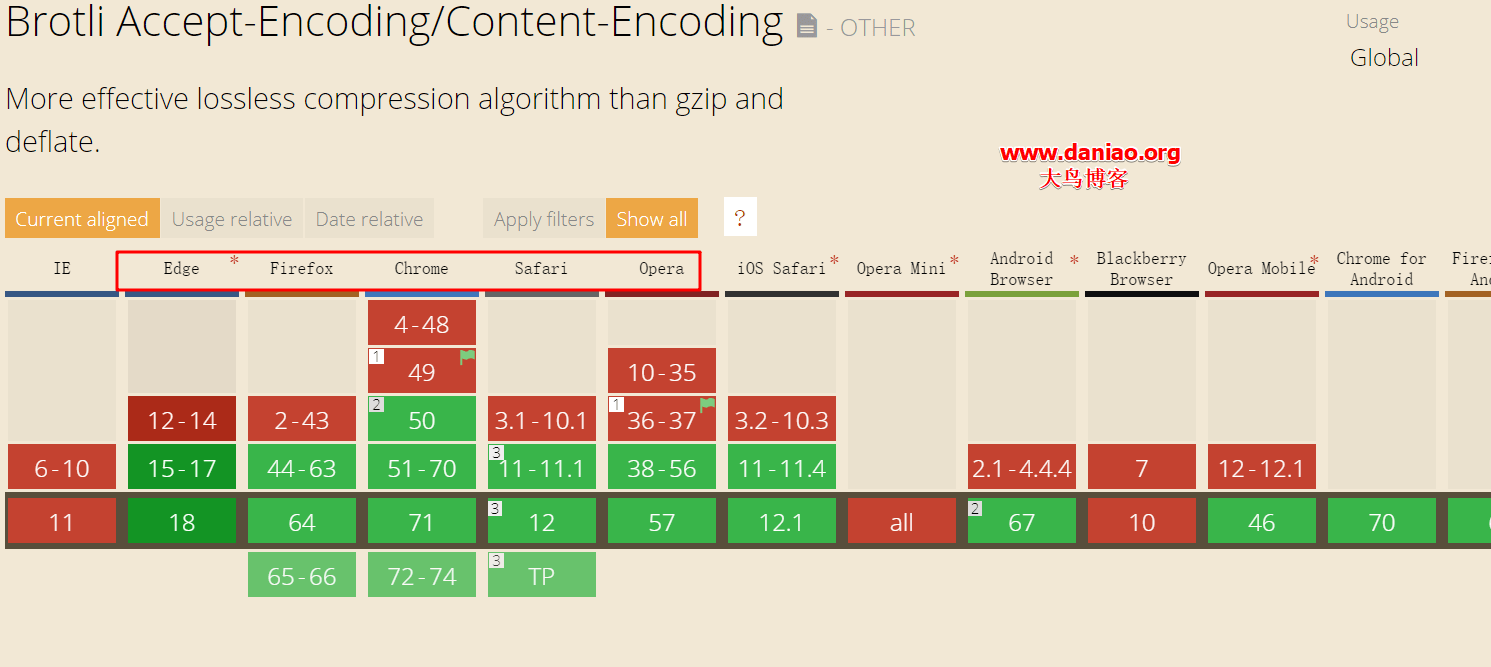 Brotli Accept-Encoding/Content-Encoding - OTHER
Usage
Global
More effective lossless compression algorithm than gzip and
deflate.
www.daniao.org
大鸟博客
Current aligned Usage relative Date relative Apply filters Show all ?
IE Edge * Firefox Chrome Safari Opera iOS Safari * Opera Mini * Android Browser * Blackberry Browser Opera Mobile * Chrome for Android
4-48
1 49 10-35
12-14 2-43 2 50 3.1-10.1 1 36-37 3.2-10.3
6-10 15-17 44-63 51-70 3 11-11.1 38-56 11-11.4 2.1-4.4.4 7 12-12.1
11 18 64 71 3 12 57 12.1 all 2 67 10 46 70
65-66 72-74 3 TP